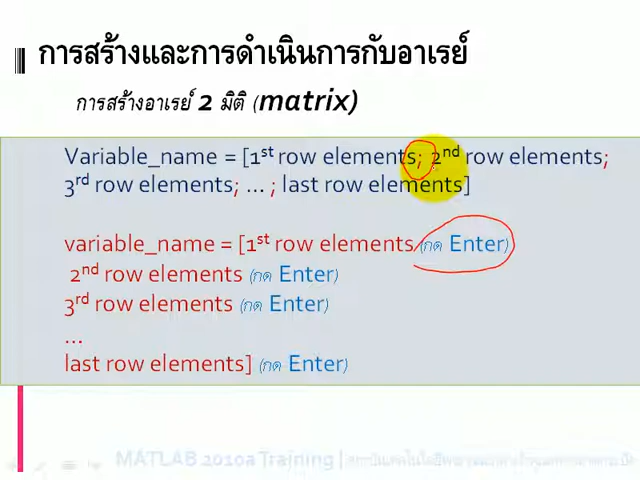 การสร้างและการดำเนินการกับอาเรย์
การสร้างอาเรย์ 2 มิติ (matrix)
Variable_name = [1st row elements; 2nd row elements;
3rd row elements; ... ; last row elements]
variable_name = [1st row elements (กด Enter)
2nd row elements (กด Enter)
3rd row elements (กด Enter)
...
last row elements] (กด Enter)
MATLAB 2010a Training |